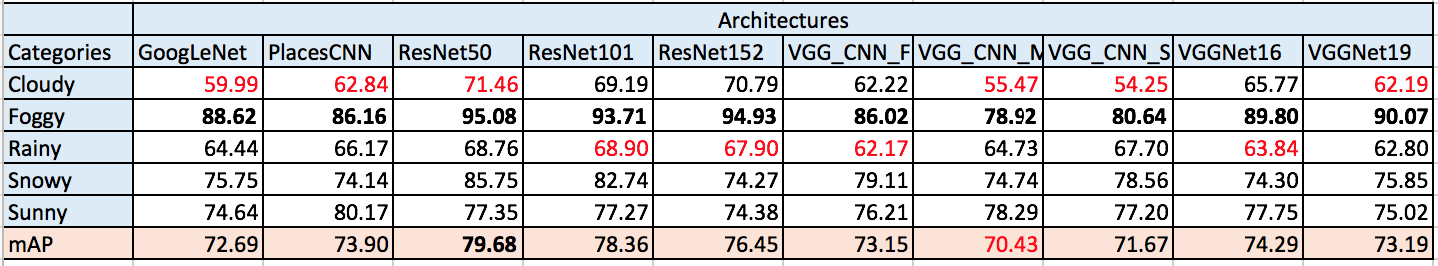 Architectures
Categories GoogLeNet PlacesCNN ResNet50 ResNet101 ResNet152 VGG_CNN_F VGG_CNN_M VGG_CNN_S VGGNet16 VGGNet19
Cloudy 59.99 62.84 71.46 69.19 70.79 62.22 55.47 54.25 65.77 62.19
Foggy 88.62 86.16 95.08 93.71 94.93 86.02 78.92 80.64 89.80 90.07
Rainy 64.44 66.17 68.76 68.90 67.90 62.17 64.73 67.70 63.84 62.80
Snowy 75.75 74.14 85.75 82.74 74.27 79.11 74.74 78.56 74.30 75.85
Sunny 74.64 80.17 77.35 77.27 74.38 76.21 78.29 77.20 77.75 75.02
mAP 72.69 73.90 79.68 78.36 76.45 73.15 70.43 71.67 74.29 73.19